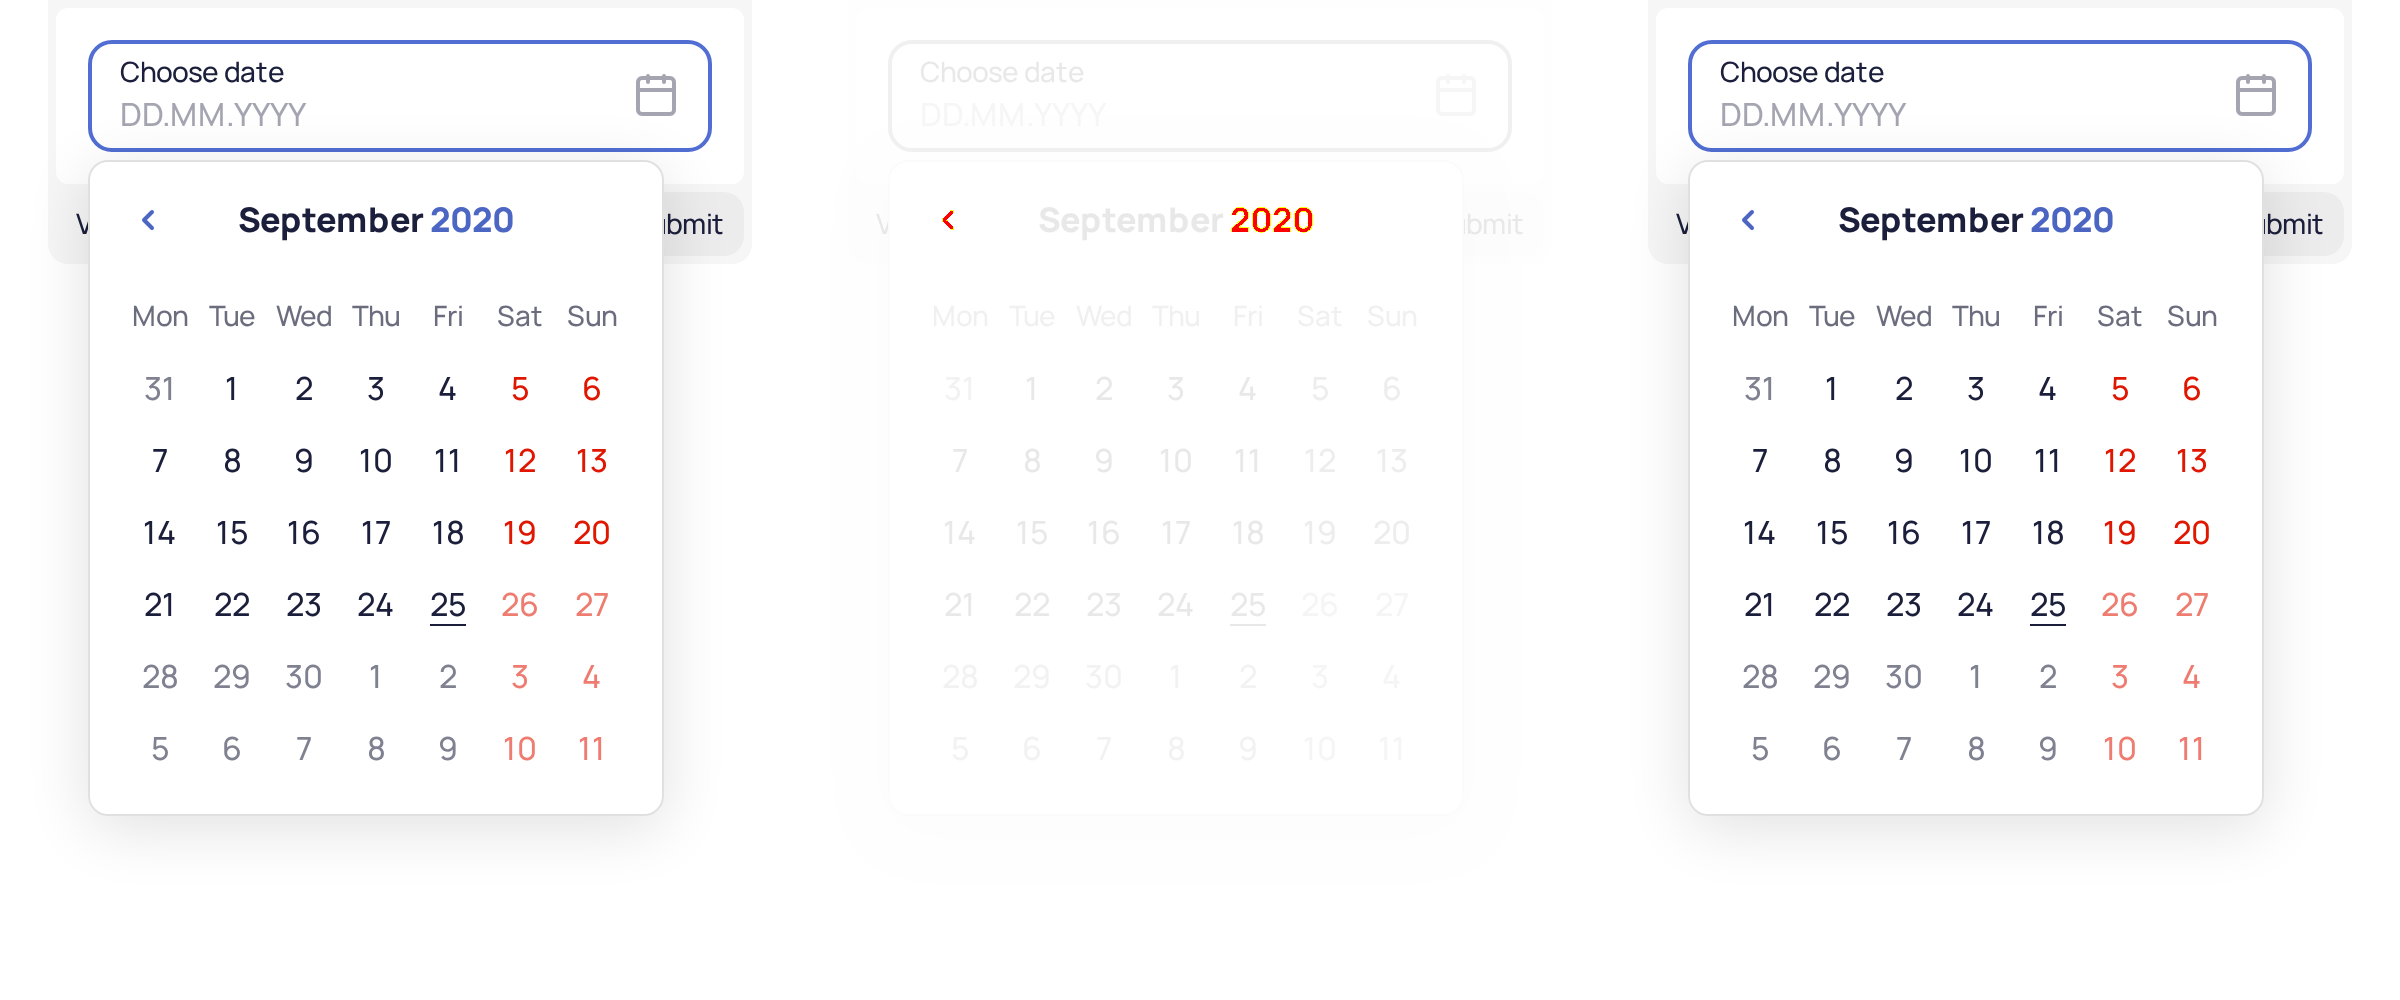 Choose date
DD.MM.YYYY
V
bmit
September 2020
Mon Tue Wed Thu Fri Sat Sun
31 1 2 3 4 5 6
7 8 9 10 11 12 13
14 15 16 17 18 19 20
21 22 23 24 25 26 27
28 29 30 1 2 3 4
5 6 7 8 9 10 11
Choose date
DD.MM.YYYY
V
bmit
September 2020
Mon Tue Wed Thu Fri Sat Sun
31 1 2 3 4 5 6
7 8 9 10 11 12 13
14 15 16 17 18 19 20
21 22 23 24 25 26 27
28 29 30 1 2 3 4
5 6 7 8 9 10 11
Choose date
DD.MM.YYYY
V
bmit
September 2020
Mon Tue Wed Thu Fri Sat Sun
31 1 2 3 4 5 6
7 8 9 10 11 12 13
14 15 16 17 18 19 20
21 22 23 24 25 26 27
28 29 30 1 2 3 4
5 6 7 8 9 10 11